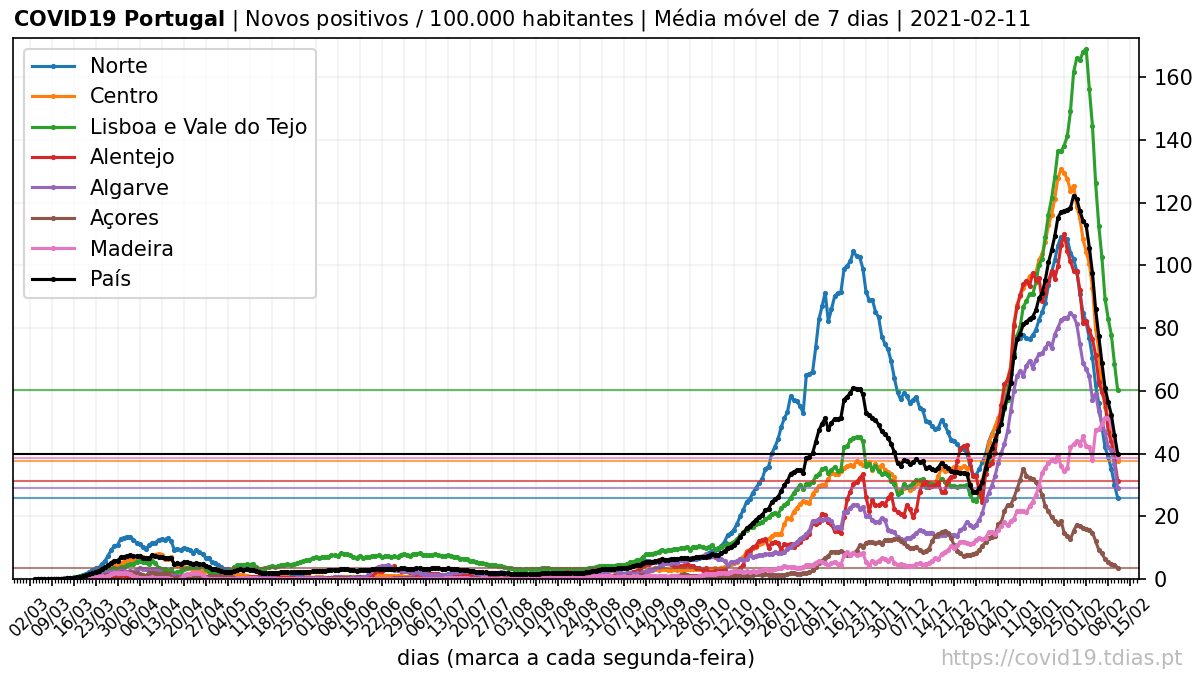 COVID19 Portugal | Novos positivos / 100.000 habitantes | Média móvel de 7 dias | 2021-02-11
Norte
Centro
Lisboa e Vale do Tejo
Alentejo
Algarve
Açores
Madeira
País
160
140
120
100
80
60
40
20
0
02/03 09/03 16/03 23/03 30/03 06/04 13/04 20/04 27/04 04/05 11/05 18/05 25/05 01/06 08/06 15/06 22/06 29/06 06/07 13/07 20/07 27/07 03/08 10/08 17/08 24/08 31/08 07/09 14/09 21/09 28/09 05/10 12/10 19/10 26/10 02/11 09/11 16/11 23/11 30/11 07/12 14/12 21/12 28/12 04/01 11/01 18/01 25/01 01/02 08/02 15/02
dias (marca a cada segunda-feira)
https://covid19.tdias.pt